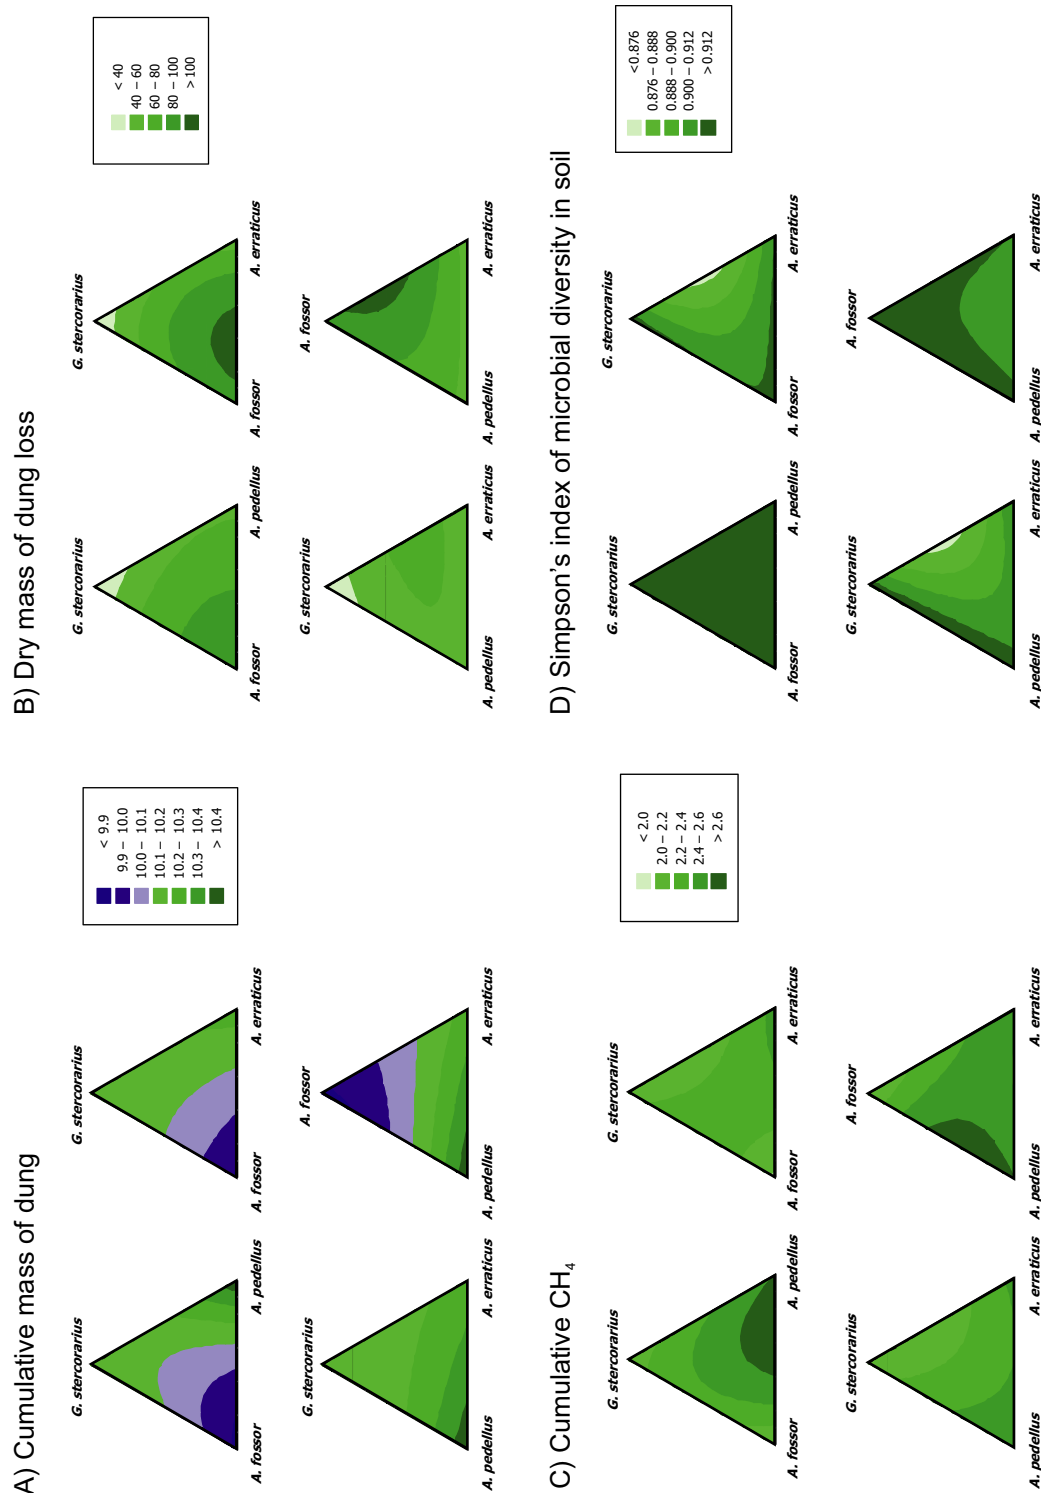 A) Cumulative mass of dung
G. stercorarius
A. fossor
A. pedellus
G. stercorarius
A. fossor
A. erraticus
< 9.9
9.9 – 10.0
10.0 – 10.1
10.1 – 10.2
10.2 – 10.3
10.3 – 10.4
> 10.4
G. stercorarius
A. pedellus
A. erraticus
A. fossor
A. pedellus
A. erraticus
B) Dry mass of dung loss
G. stercorarius
A. fossor
A. pedellus
G. stercorarius
A. fossor
A. erraticus
< 40
40 – 60
60 – 80
80 – 100
> 100
G. stercorarius
A. pedellus
A. erraticus
A. fossor
A. pedellus
A. erraticus
C) Cumulative CH₄
G. stercorarius
A. fossor
A. pedellus
G. stercorarius
A. fossor
A. erraticus
< 2.0
2.0 – 2.2
2.2 – 2.4
2.4 – 2.6
> 2.6
G. stercorarius
A. pedellus
A. erraticus
A. fossor
A. pedellus
A. erraticus
D) Simpson's index of microbial diversity in soil
G. stercorarius
A. fossor
A. pedellus
G. stercorarius
A. fossor
A. erraticus
<0.876
0.876 – 0.888
0.888 – 0.900
0.900 – 0.912
> 0.912
G. stercorarius
A. pedellus
A. erraticus
A. fossor
A. pedellus
A. erraticus